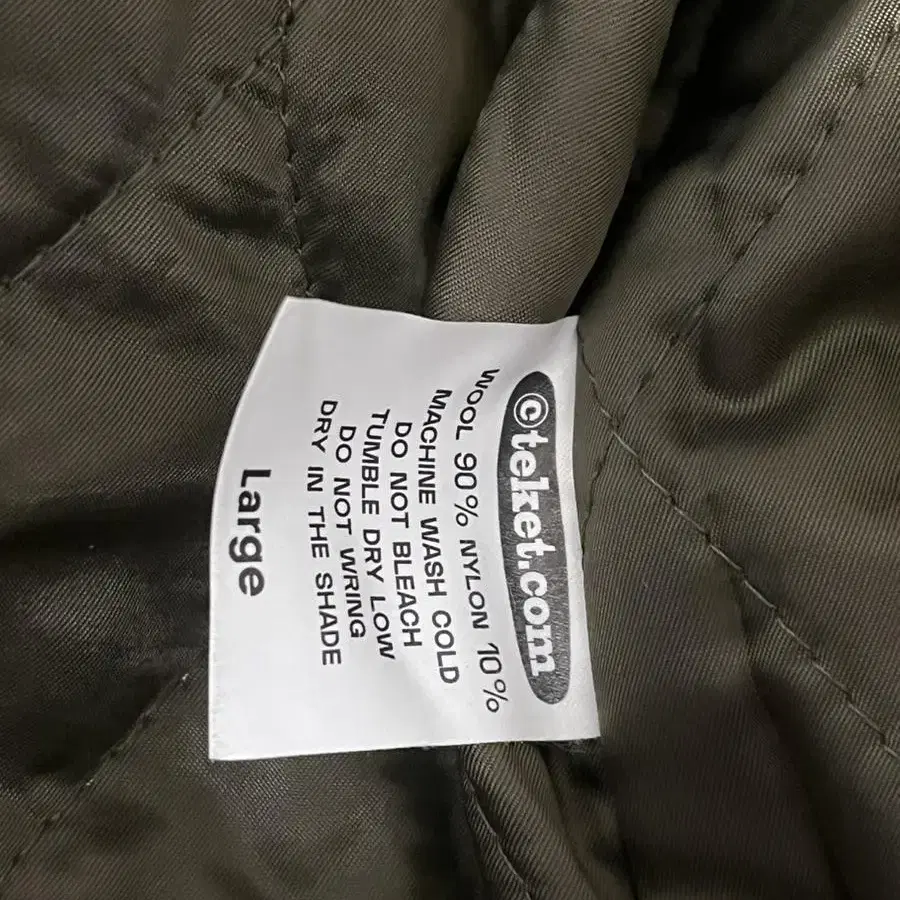 ©teket.com
WOOL 90% NYLON 10%
MACHINE WASH COLD
DO NOT BLEACH
TUMBLE DRY LOW
DO NOT WRING
DRY IN THE SHADE
Large